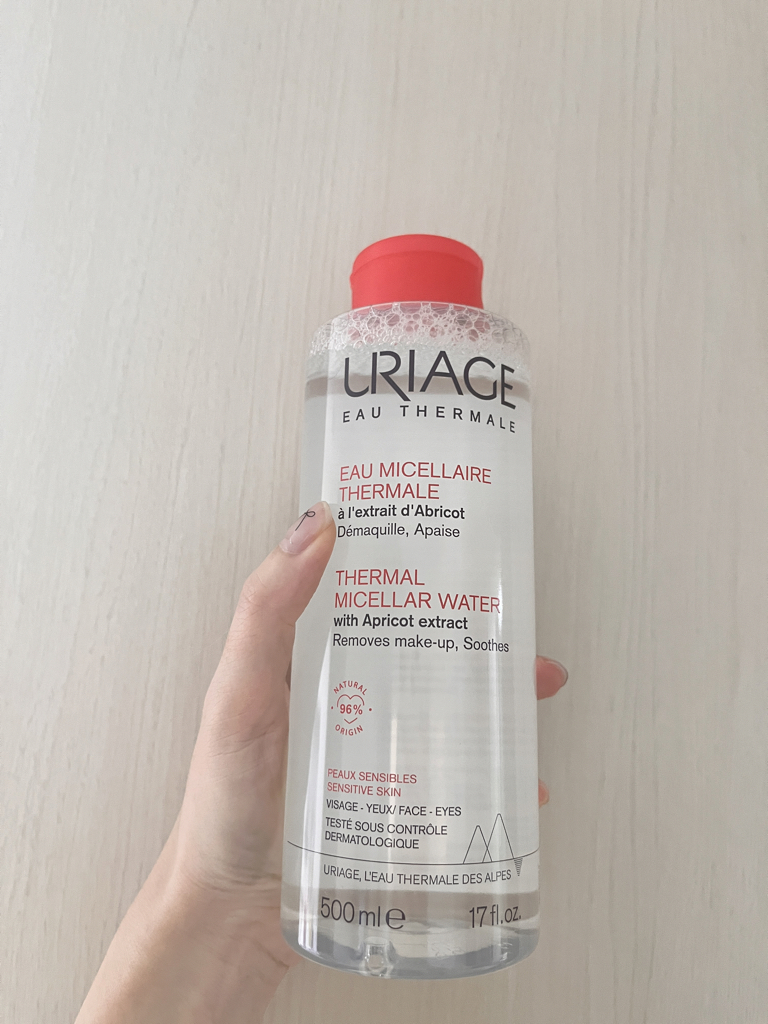 URIAGE
EAU THERMALE
EAU MICELLAIRE
THERMALE
à l'extrait d'Abricot
Démaquille, Apaise
THERMAL
MICELLAR WATER
with Apricot extract
Removes make-up, Soothes
NATURAL
96%
ORIGIN
PEAUX SENSIBLES
SENSITIVE SKIN
VISAGE - YEUX/ FACE - EYES
TESTÉ SOUS CONTRÔLE
DERMATOLOGIQUE
URIAGE, L'EAU THERMALE DES ALPES
500 ml ℮ 17 fl.oz.